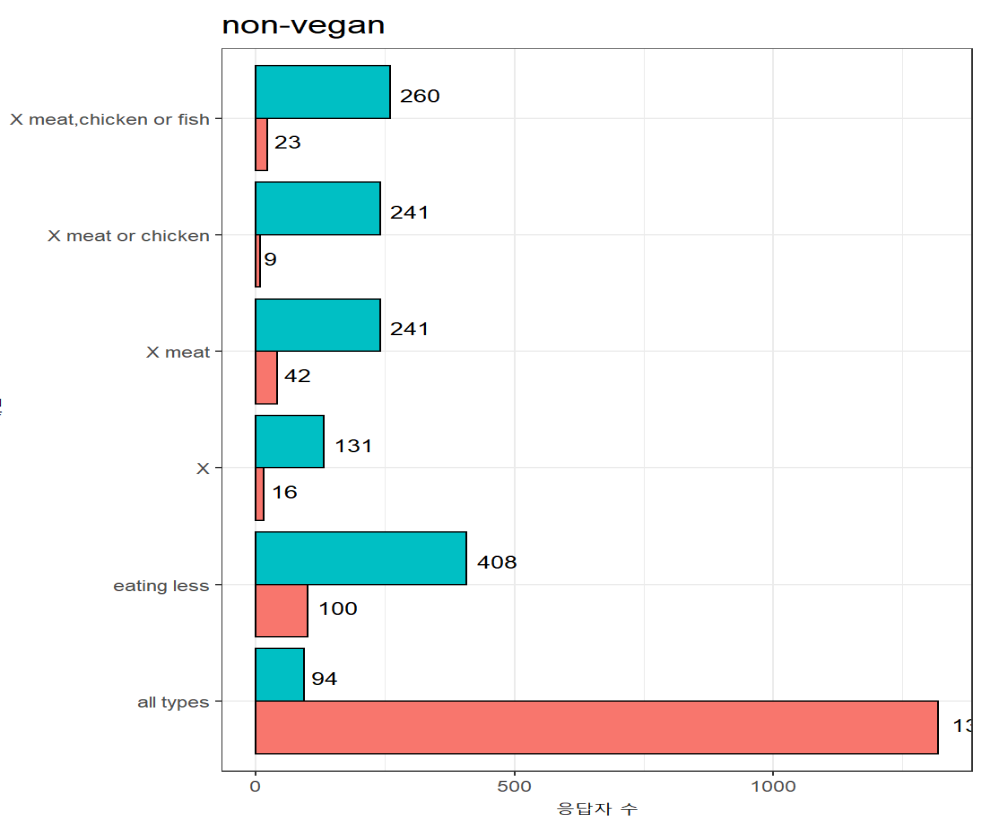 non-vegan
X meat,chicken or fish
260
23
X meat or chicken
241
9
X meat
241
42
X
131
16
eating less
408
100
all types
94
0
500
1000
응답자 수